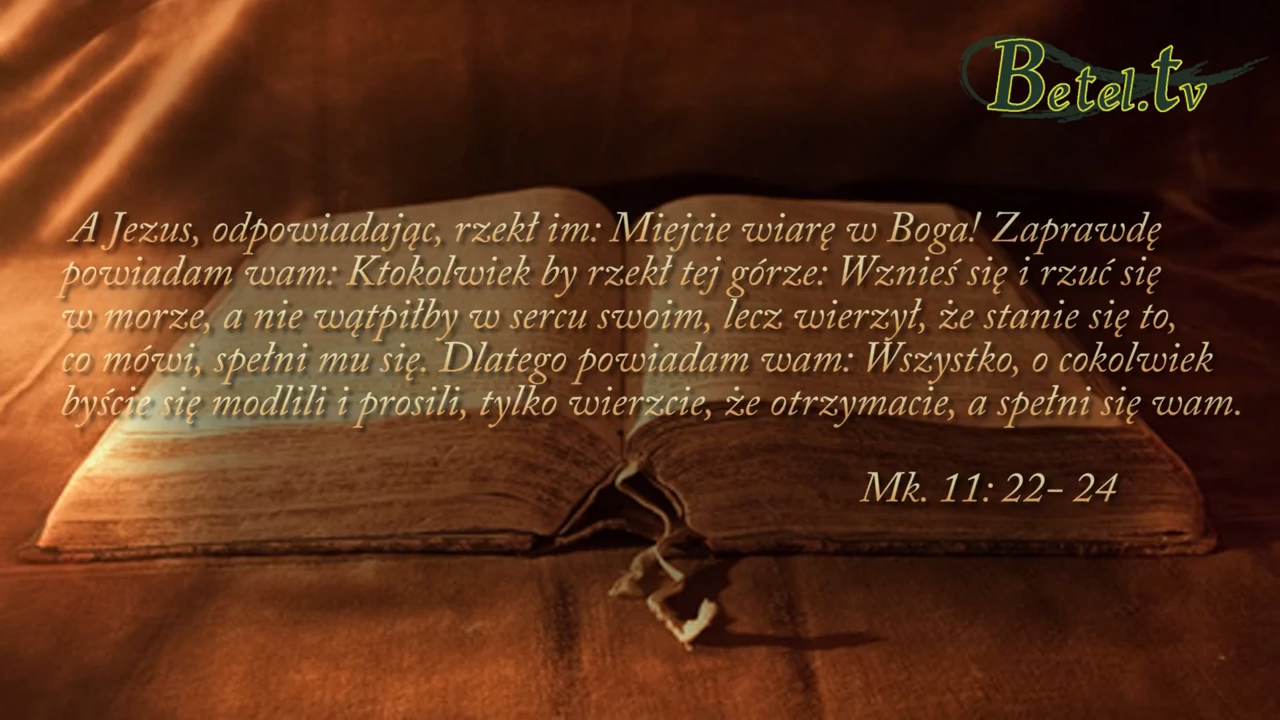 Betel.tv
A Jezus, odpowiadając, rzekł im: Miejcie wiarę w Boga! Zaprawdę
powiadam wam: Ktokolwiek by rzekł tej górze: Wznieś się i rzuć się
w morze, a nie wątpiłby w sercu swoim, lecz wierzył, że stanie się to,
co mówi, spełni mu się. Dlatego powiadam wam: Wszystko, o cokolwiek
byście się modlili i prosili, tylko wierzcie, że otrzymacie, a spełni się wam.
Mk. 11: 22- 24